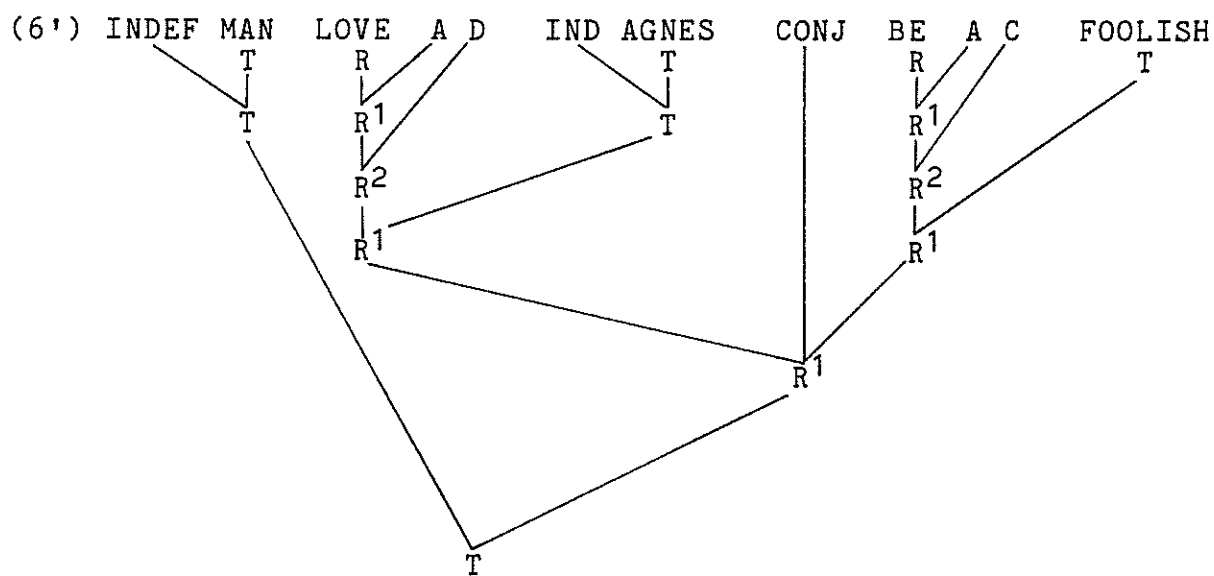 (6') INDEF MAN LOVE A D IND AGNES CONJ BE A C FOOLISH
T R T R T
T R¹ T R¹
R² R²
R¹ R¹
R¹
T